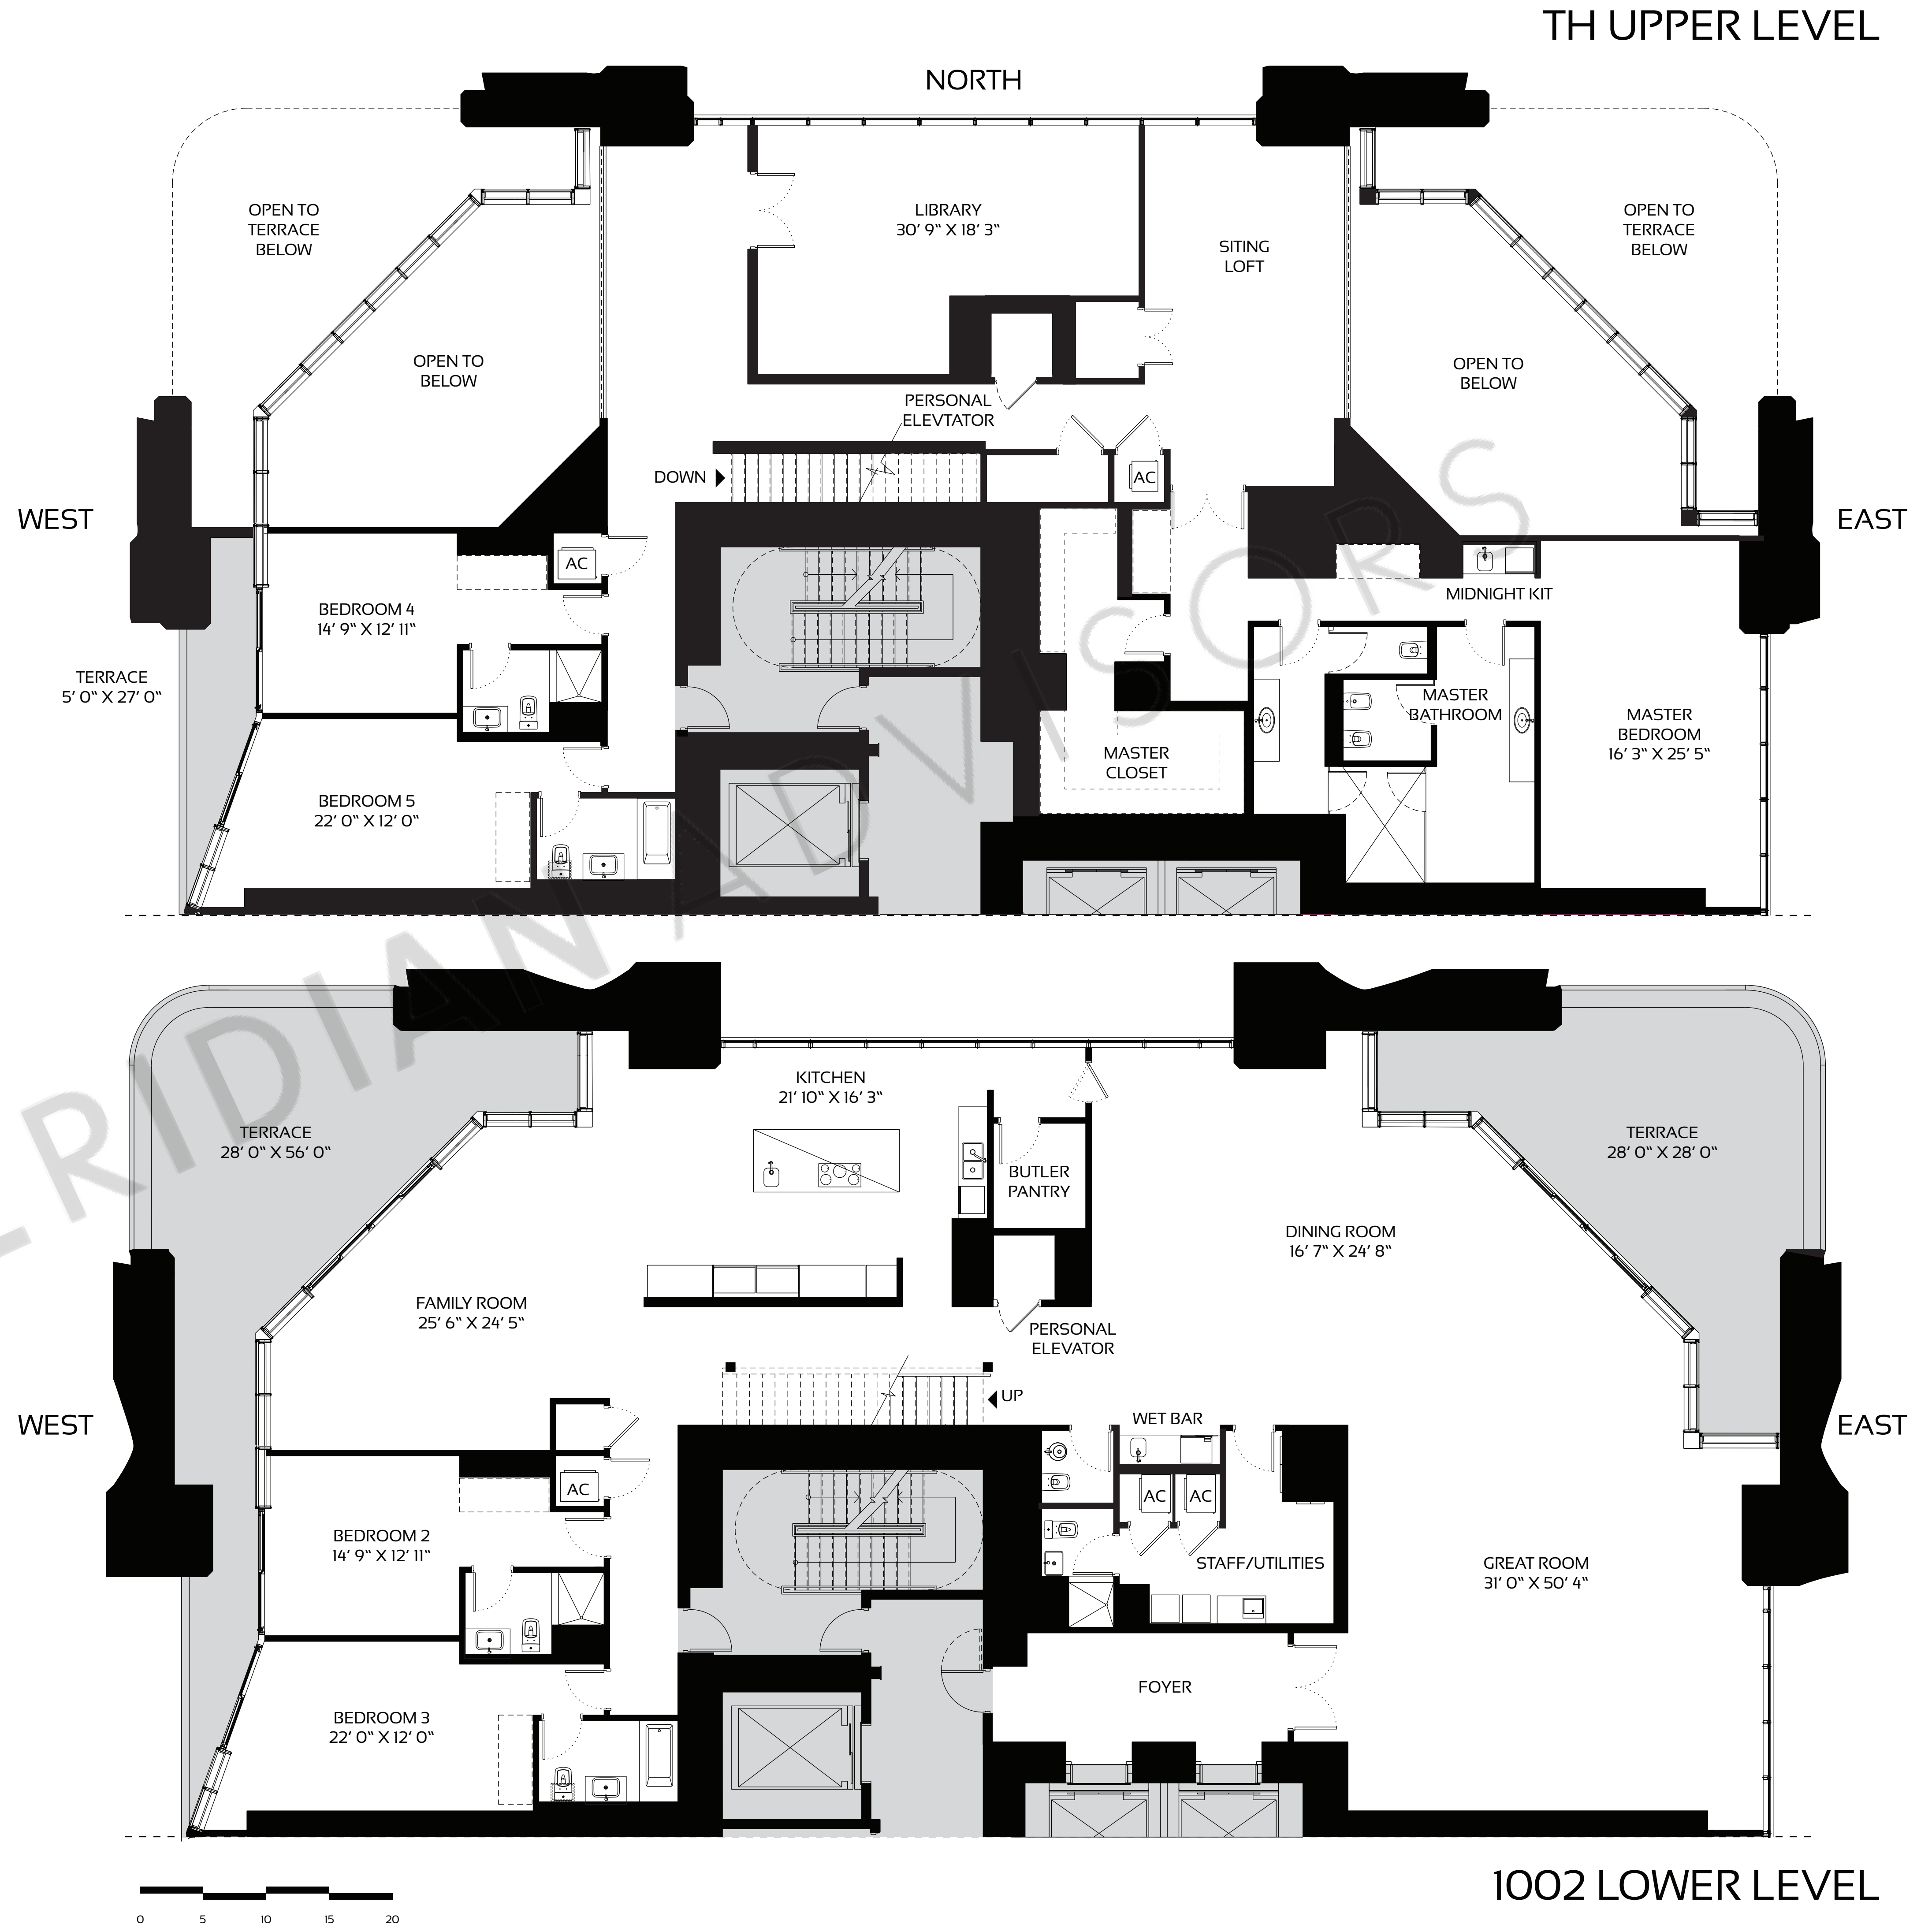 TH UPPER LEVEL
NORTH
OPEN TO
TERRACE
BELOW
LIBRARY
30' 9" X 18' 3"
SITING
LOFT
OPEN TO
TERRACE
BELOW
OPEN TO
BELOW
OPEN TO
BELOW
PERSONAL
ELEVTATOR
DOWN
AC
WEST
EAST
AC
BEDROOM 4
14' 9" X 12' 11"
MIDNIGHT KIT
TERRACE
5' 0" X 27' 0"
MASTER
BATHROOM
MASTER
BEDROOM
16' 3" X 25' 5"
MASTER
CLOSET
BEDROOM 5
22' 0" X 12' 0"
ERIDIAN ADVISORS
KITCHEN
21' 10" X 16' 3"
TERRACE
28' 0" X 56' 0"
BUTLER
PANTRY
TERRACE
28' 0" X 28' 0"
DINING ROOM
16' 7" X 24' 8"
FAMILY ROOM
25' 6" X 24' 5"
PERSONAL
ELEVATOR
UP
WEST
WET BAR
EAST
AC
AC
AC
BEDROOM 2
14' 9" X 12' 11"
STAFF/UTILITIES
GREAT ROOM
31' 0" X 50' 4"
FOYER
BEDROOM 3
22' 0" X 12' 0"
1002 LOWER LEVEL
0 5 10 15 20